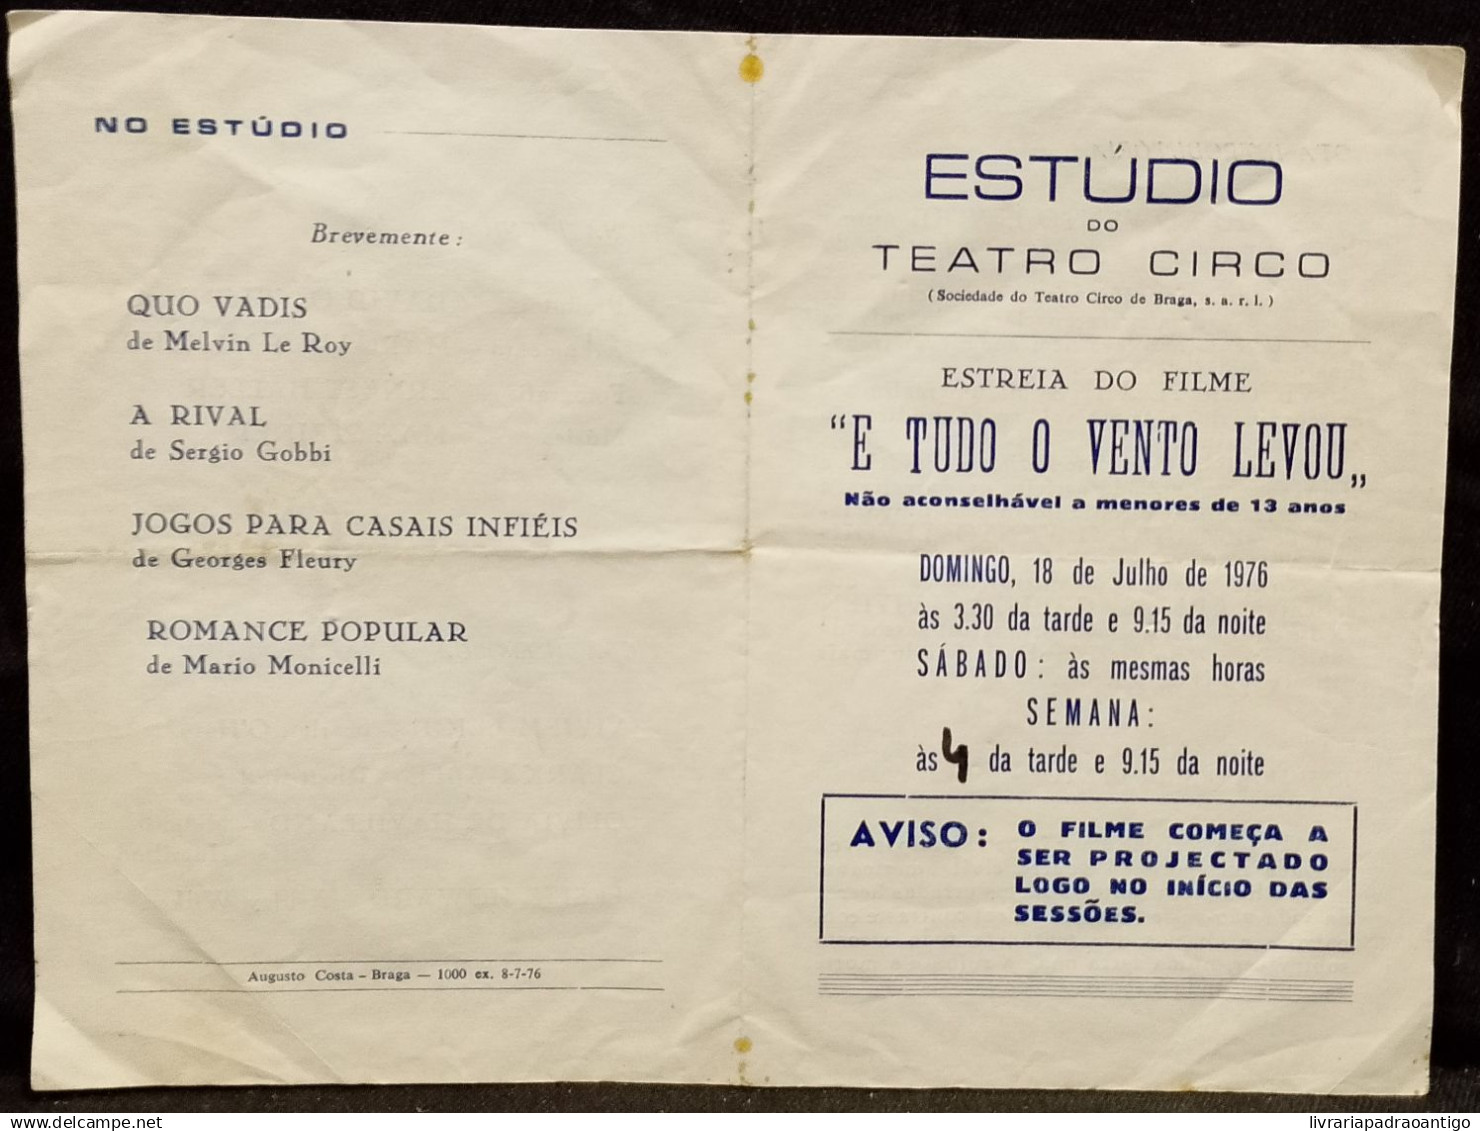 NO ESTÚDIO
Brevemente :
QUO VADIS
de Melvin Le Roy
A RIVAL
de Sergio Gobbi
JOGOS PARA CASAIS INFIÉIS
de Georges Fleury
ROMANCE POPULAR
de Mario Monicelli
Augusto Costa – Braga — 1000 ex. 8-7-76
ESTÚDIO
DO
TEATRO CIRCO
( Sociedade do Teatro Circo de Braga, s. a. r. l. )
ESTREIA DO FILME
“E TUDO O VENTO LEVOU„
Não aconselhável a menores de 13 anos
DOMINGO, 18 de Julho de 1976
às 3.30 da tarde e 9.15 da noite
SÁBADO : às mesmas horas
SEMANA:
às 4 da tarde e 9.15 da noite
AVISO: O FILME COMEÇA A
SER PROJECTADO
LOGO NO INÍCIO DAS
SESSÕES.
delcampe.net
livrariapadraoantigo